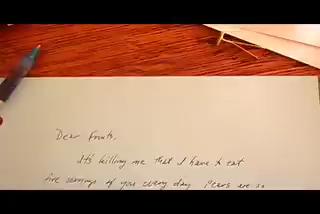 Dear Fruits,
It's killing me that I have to eat
five servings of you every day. Pears are so